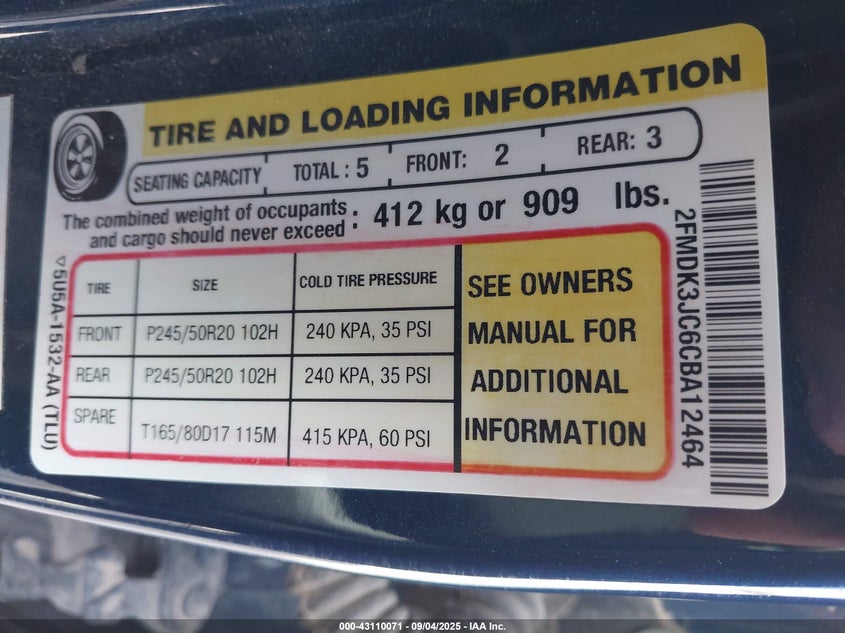 TIRE AND LOADING INFORMATION
SEATING CAPACITY TOTAL : 5 FRONT: 2 REAR: 3
The combined weight of occupants
and cargo should never exceed : 412 kg or 909 lbs.
TIRE SIZE COLD TIRE PRESSURE
FRONT P245/50R20 102H 240 KPA, 35 PSI
REAR P245/50R20 102H 240 KPA, 35 PSI
SPARE T165/80D17 115M 415 KPA, 60 PSI
SEE OWNERS
MANUAL FOR
ADDITIONAL
INFORMATION
▽5U5A-1532-AA (TLU)
2FMDK3JC6CBA12464
000-43110071 - 09/04/2025 - IAA Inc.